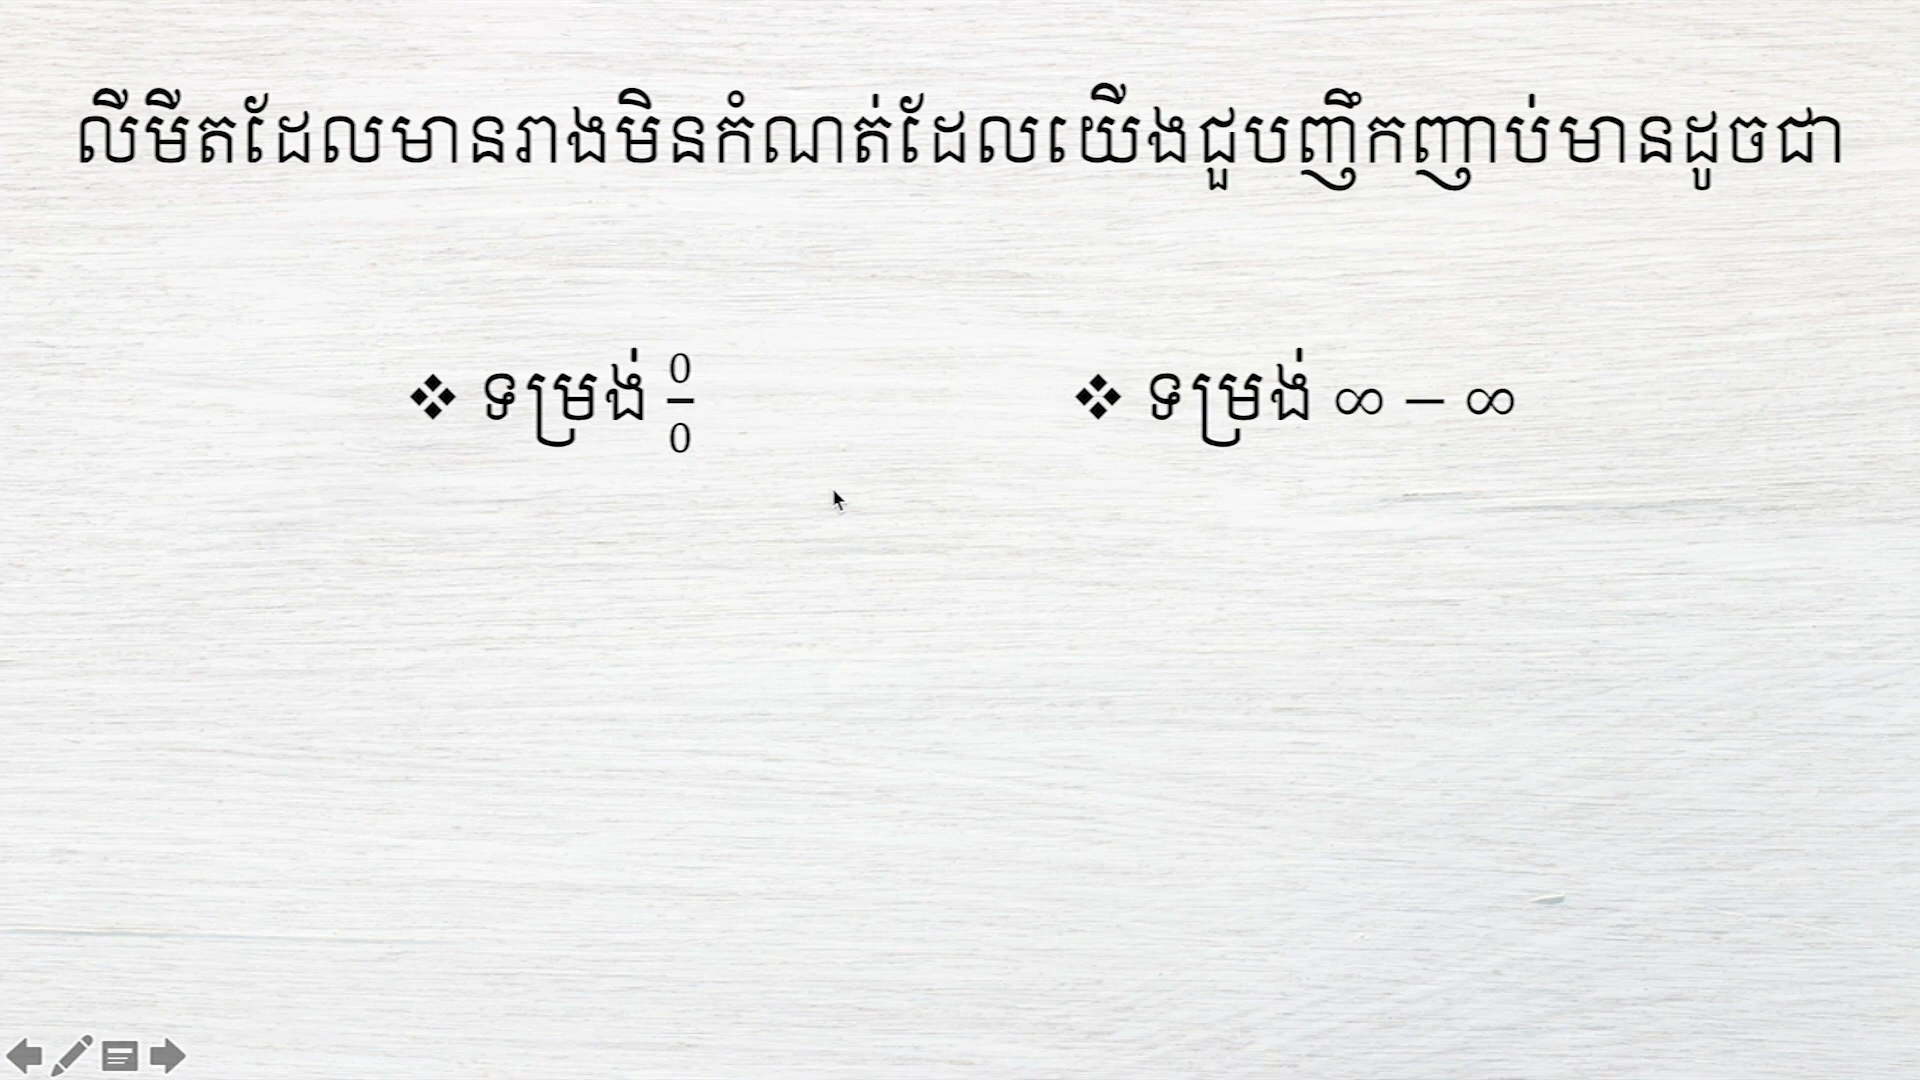 លីមីតដែលមានរាងមិនកំណត់ដែលយើងជួបញឹកញាប់មានដូចជា
❖ ទម្រង់ 0/0 ❖ ទម្រង់ ∞ − ∞